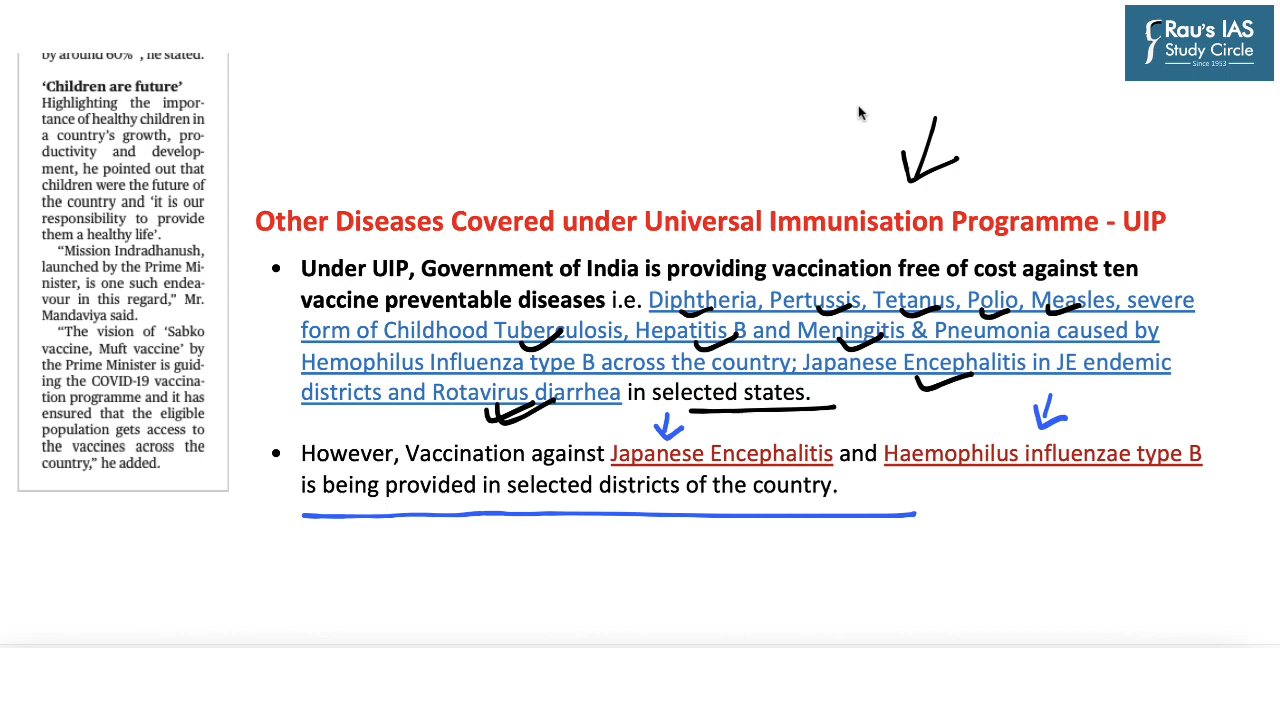 Rau's IAS
Study Circle
Since 1953
by around 60%", he stated.
'Children are future'
Highlighting the impor-
tance of healthy children in
a country's growth, pro-
ductivity and develop-
ment, he pointed out that
children were the future of
the country and 'it is our
responsibility to provide
them a healthy life'.
"Mission Indradhanush,
launched by the Prime Mi-
nister, is one such endea-
vour in this regard," Mr.
Mandaviya said.
"The vision of 'Sabko
vaccine, Muft vaccine' by
the Prime Minister is guid-
ing the COVID-19 vaccina-
tion programme and it has
ensured that the eligible
population gets access to
the vaccines across the
country," he added.
Other Diseases Covered under Universal Immunisation Programme - UIP
• Under UIP, Government of India is providing vaccination free of cost against ten
vaccine preventable diseases i.e. Diphtheria, Pertussis, Tetanus, Polio, Measles, severe
form of Childhood Tuberculosis, Hepatitis B and Meningitis & Pneumonia caused by
Hemophilus Influenza type B across the country; Japanese Encephalitis in JE endemic
districts and Rotavirus diarrhea in selected states.
• However, Vaccination against Japanese Encephalitis and Haemophilus influenzae type B
is being provided in selected districts of the country.